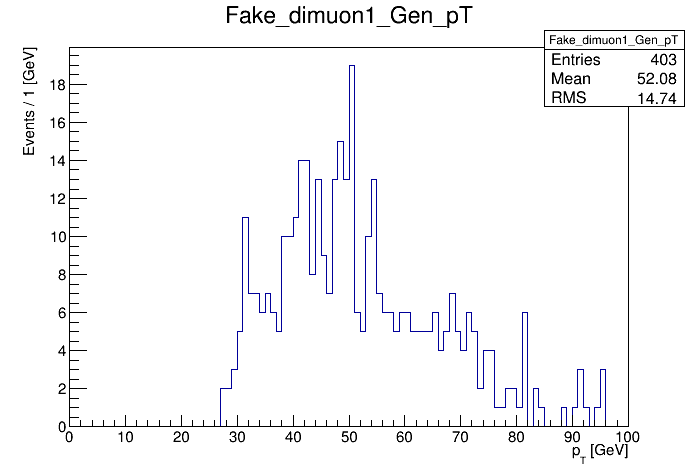 Fake_dimuon1_Gen_pT
Fake_dimuon1_Gen_pT
Entries 403
Mean 52.08
RMS 14.74
Events / 1 [GeV]
18
16
14
12
10
8
6
4
2
0
0 10 20 30 40 50 60 70 80 90 100
p_T [GeV]